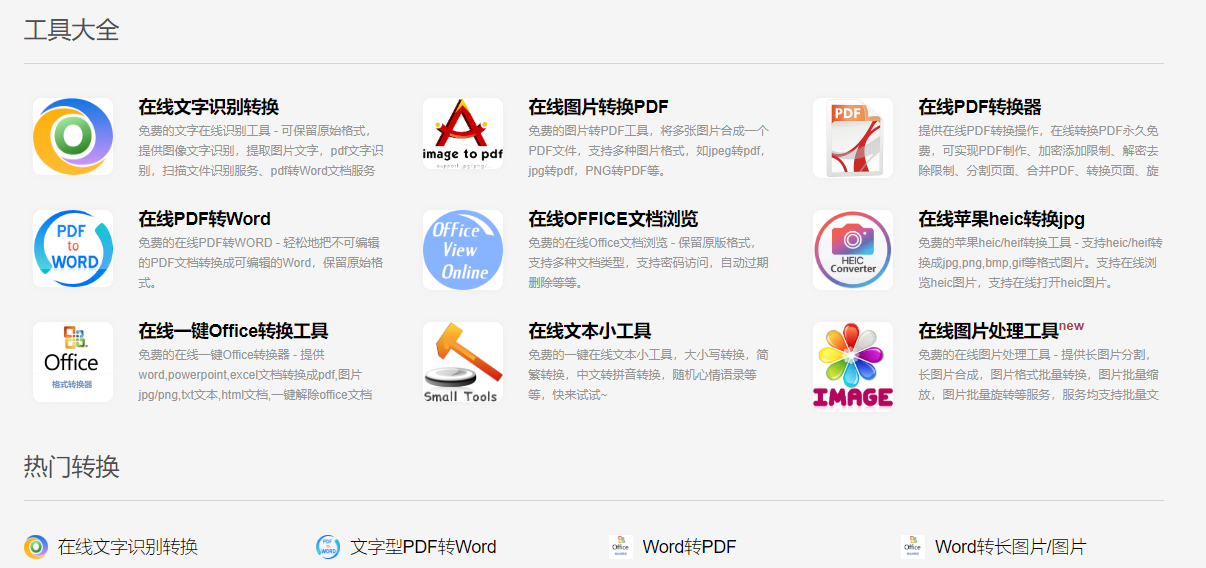 工具大全
在线文字识别转换
免费的文字在线识别工具 - 可保留原始格式，
提供图像文字识别，提取图片文字，pdf文字识
别，扫描文件识别服务、pdf转Word文档服务
image to pdf
support jpg/png/
在线图片转换PDF
免费的图片转PDF工具，将多张图片合成一个
PDF文件，支持多种图片格式，如jpeg转pdf，
jpg转pdf，PNG转PDF等。
PDF
在线PDF转换器
提供在线PDF转换操作，在线转换PDF永久免
费，可实现PDF制作、加密添加限制、解密去
除限制、分割页面、合并PDF、转换页面、旋
PDF
to
WORD
在线PDF转Word
免费的在线PDF转WORD - 轻松地把不可编辑
的PDF文档转换成可编辑的Word，保留原始格
式。
OFFice
View
Online
在线OFFICE文档浏览
免费的在线Office文档浏览 - 保留原版格式，
支持多种文档类型，支持密码访问，自动过期
删除等等。
HEIC
Converter
在线苹果heic转换jpg
免费的苹果heic/heif转换工具 - 支持heic/heif转
换成jpg,png,bmp,gif等格式图片。支持在线浏
览heic图片，支持在线打开heic图片。
Office
格式转换器
在线一键Office转换工具
免费的在线一键Office转换器 - 提供
word,powerpoint,excel文档转换成pdf,图片
jpg/png,txt文本,html文档,一键解除office文档
Small Tools
在线文本小工具
免费的一键在线文本小工具，大小写转换，简
繁转换，中文转拼音转换，随机心情语录等
等，快来试试~
IMAGE
在线图片处理工具new
免费的在线图片处理工具 - 提供长图片分割，
长图片合成，图片格式批量转换，图片批量缩
放，图片批量旋转等服务，服务均支持批量文
热门转换
在线文字识别转换
PDF
to
WORD
文字型PDF转Word
Office
Word转PDF
Office
Word转长图片/图片